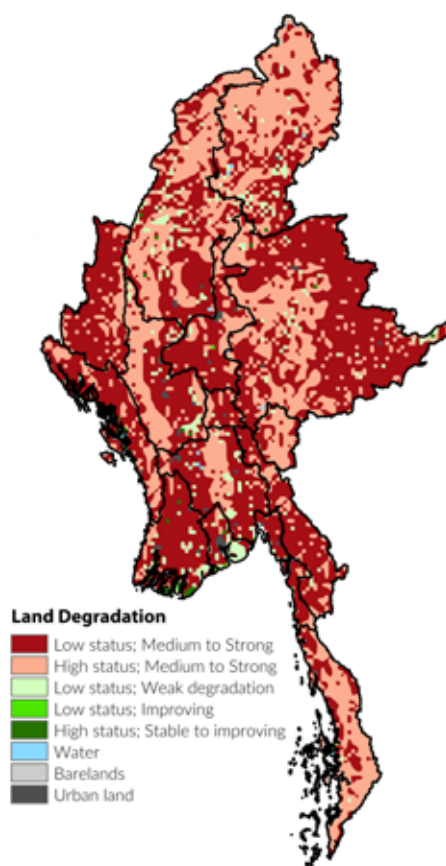 Land Degradation
Low status; Medium to Strong
High status; Medium to Strong
Low status; Weak degradation
Low status; Improving
High status; Stable to improving
Water
Barelands
Urban land